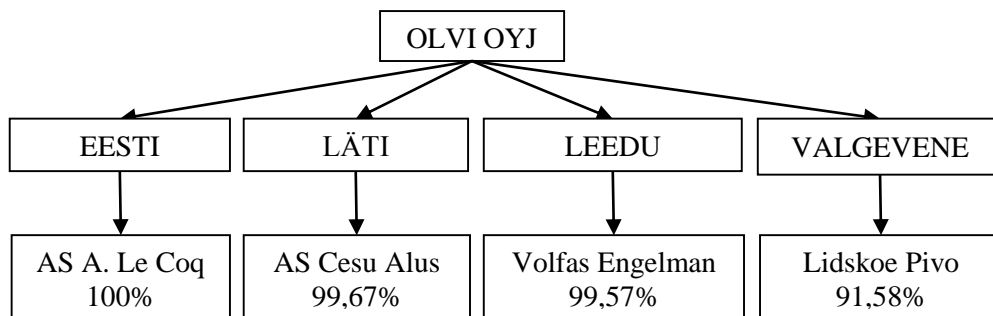 OLVI OYJ
EESTI
LÄTI
LEEDU
VALGEVENE
AS A. Le Coq
100%
AS Cesu Alus
99,67%
Volfas Engelman
99,57%
Lidskoe Pivo
91,58%